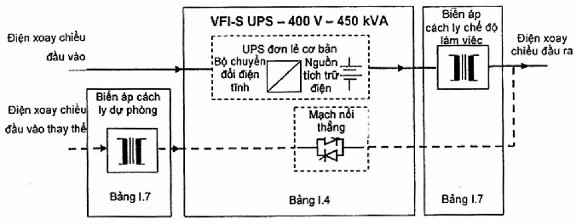 VFI-S UPS – 400 V – 450 kVA
Biến áp
cách ly chế độ
làm việc
Điện xoay chiều
đầu vào
UPS đơn lẻ cơ bản
Bộ chuyển
đổi điện
tĩnh
Nguồn
tích trữ
điện
Điện xoay
chiều đầu ra
Điện xoay chiều
đầu vào thay thế
Biến áp cách
ly dự phòng
Mạch nối
thẳng
Bảng I.7
Bảng I.4
Bảng I.7